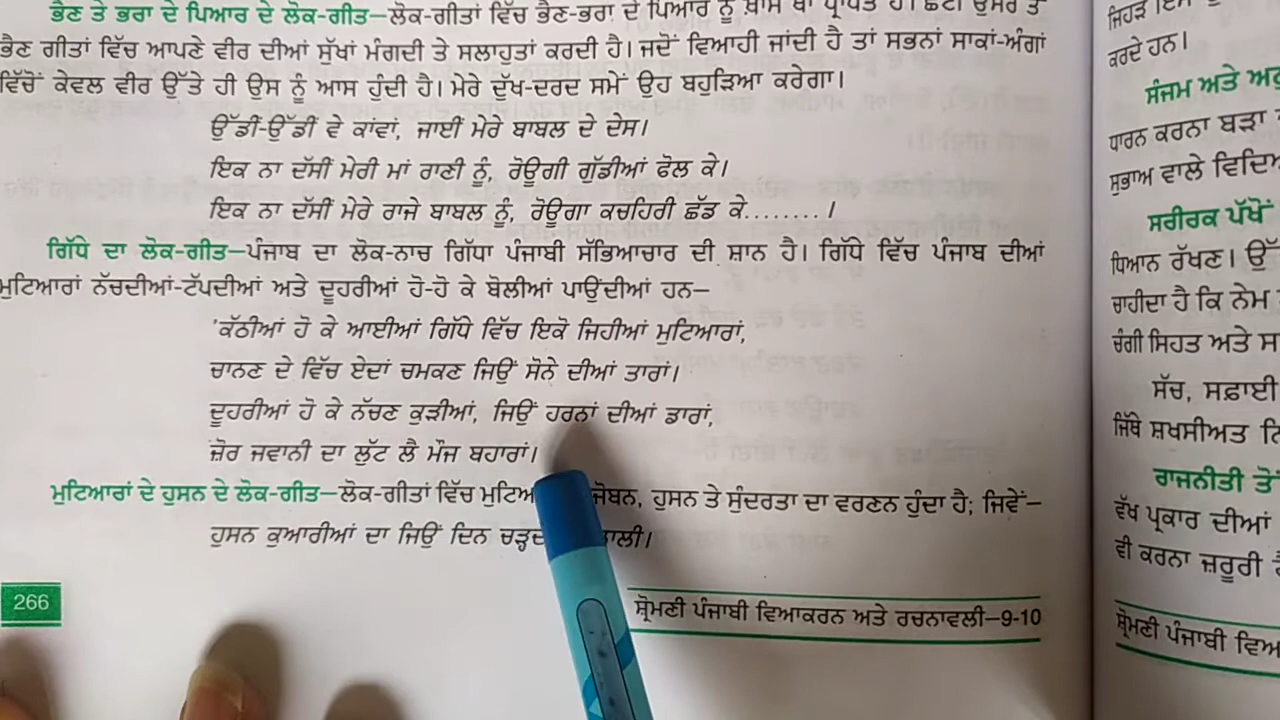 ਭੈਣ ਤੇ ਭਰਾ ਦੇ ਪਿਆਰ ਦੇ ਲੋਕ-ਗੀਤ—ਲੋਕ-ਗੀਤਾਂ ਵਿੱਚ ਭੈਣ-ਭਰਾ ਦੇ ਪਿਆਰ ਨੂੰ
ਭੈਣ ਗੀਤਾਂ ਵਿੱਚ ਆਪਣੇ ਵੀਰ ਦੀਆਂ ਸੁੱਖਾਂ ਮੰਗਦੀ ਤੇ ਸਲਾਹੁਤਾਂ ਕਰਦੀ ਹੈ। ਜਦੋਂ ਵਿਆਹੀ ਜਾਂਦੀ ਹੈ ਤਾਂ ਸਭਨਾਂ ਸਾਕਾਂ-ਅੰਗਾਂ
ਵਿੱਚੋਂ ਕੇਵਲ ਵੀਰ ਉੱਤੇ ਹੀ ਉਸ ਨੂੰ ਆਸ ਹੁੰਦੀ ਹੈ। ਮੇਰੇ ਦੁੱਖ-ਦਰਦ ਸਮੇਂ ਉਹ ਬਹੁੜਿਆ ਕਰੇਗਾ।
ਉੱਡੀਂ-ਉੱਡੀਂ ਵੇ ਕਾਂਵਾਂ, ਜਾਈਂ ਮੇਰੇ ਬਾਬਲ ਦੇ ਦੇਸ।
ਇਕ ਨਾ ਦੱਸੀਂ ਮੇਰੀ ਮਾਂ ਰਾਣੀ ਨੂੰ, ਰੋਊਗੀ ਗੁੱਡੀਆਂ ਫੋਲ ਕੇ।
ਇਕ ਨਾ ਦੱਸੀਂ ਮੇਰੇ ਰਾਜੇ ਬਾਬਲ ਨੂੰ, ਰੋਊਗਾ ਕਚਹਿਰੀ ਛੱਡ ਕੇ........।
ਗਿੱਧੇ ਦਾ ਲੋਕ-ਗੀਤ—ਪੰਜਾਬ ਦਾ ਲੋਕ-ਨਾਚ ਗਿੱਧਾ ਪੰਜਾਬੀ ਸੱਭਿਆਚਾਰ ਦੀ ਸ਼ਾਨ ਹੈ। ਗਿੱਧੇ ਵਿੱਚ ਪੰਜਾਬ ਦੀਆਂ
ਮੁਟਿਆਰਾਂ ਨੱਚਦੀਆਂ-ਟੱਪਦੀਆਂ ਅਤੇ ਦੂਹਰੀਆਂ ਹੋ-ਹੋ ਕੇ ਬੋਲੀਆਂ ਪਾਉਂਦੀਆਂ ਹਨ—
'ਕੱਠੀਆਂ ਹੋ ਕੇ ਆਈਆਂ ਗਿੱਧੇ ਵਿੱਚ ਇਕੋ ਜਿਹੀਆਂ ਮੁਟਿਆਰਾਂ,
ਚਾਨਣ ਦੇ ਵਿੱਚ ਏਦਾਂ ਚਮਕਣ ਜਿਉਂ ਸੋਨੇ ਦੀਆਂ ਤਾਰਾਂ।
ਦੂਹਰੀਆਂ ਹੋ ਕੇ ਨੱਚਣ ਕੁੜੀਆਂ, ਜਿਉਂ ਹਰਨਾਂ ਦੀਆਂ ਡਾਰਾਂ,
ਜ਼ੋਰ ਜਵਾਨੀ ਦਾ ਲੁੱਟ ਲੈ ਮੌਜ ਬਹਾਰਾਂ।
ਮੁਟਿਆਰਾਂ ਦੇ ਹੁਸਨ ਦੇ ਲੋਕ-ਗੀਤ—ਲੋਕ-ਗੀਤਾਂ ਵਿੱਚ ਜੋਬਨ, ਹੁਸਨ ਤੇ ਸੁੰਦਰਤਾ ਦਾ ਵਰਣਨ ਹੁੰਦਾ ਹੈ; ਜਿਵੇਂ—
ਹੁਸਨ ਕੁਆਰੀਆਂ ਦਾ ਜਿਉਂ ਦਿਨ
266
ਸ਼੍ਰੋਮਣੀ ਪੰਜਾਬੀ ਵਿਆਕਰਨ ਅਤੇ ਰਚਨਾਵਲੀ—9-10
ਕਰਦੇ ਹਨ।
ਸੰਜਮ ਅਤੇ
ਧਾਰਨ ਕਰਨਾ ਬੜਾ
ਸੁਭਾਅ ਵਾਲੇ
ਸਰੀਰਕ ਪੱਖੋਂ
ਧਿਆਨ ਰੱਖਣ।
ਚਾਹੀਦਾ ਹੈ ਕਿ ਨੇਮ
ਚੰਗੀ ਸਿਹਤ ਅਤੇ
ਸੱਚ, ਸਫ਼ਾਈ
ਜਿੱਥੇ ਸ਼ਖਸੀਅਤ
ਰਾਜਨੀਤੀ ਤੋਂ
ਵੱਖ ਪ੍ਰਕਾਰ ਦੀਆਂ
ਵੀ ਕਰਨਾ ਜ਼ਰੂਰੀ
ਸ਼੍ਰੋਮਣੀ ਪੰਜਾਬੀ